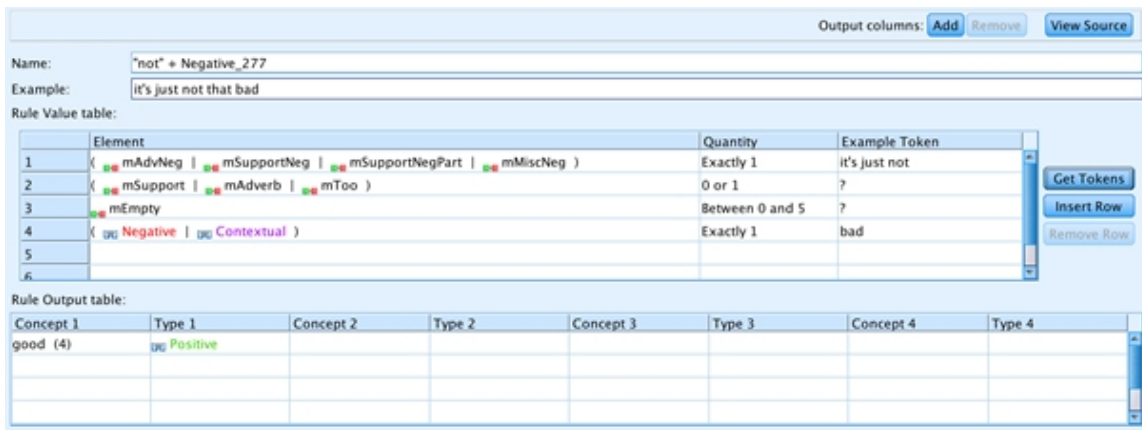 Output columns: Add Remove View Source
Name: "not" + Negative_277
Example: it's just not that bad
Rule Value table:
Element Quantity Example Token
1 ( mAdvNeg | mSupportNeg | mSupportNegPart | mMiscNeg ) Exactly 1 it's just not
2 ( mSupport | mAdverb | mToo ) 0 or 1 ?
3 mEmpty Between 0 and 5 ?
4 ( Negative | Contextual ) Exactly 1 bad
5
6
Get Tokens
Insert Row
Remove Row
Rule Output table:
Concept 1 Type 1 Concept 2 Type 2 Concept 3 Type 3 Concept 4 Type 4
good (4) Positive